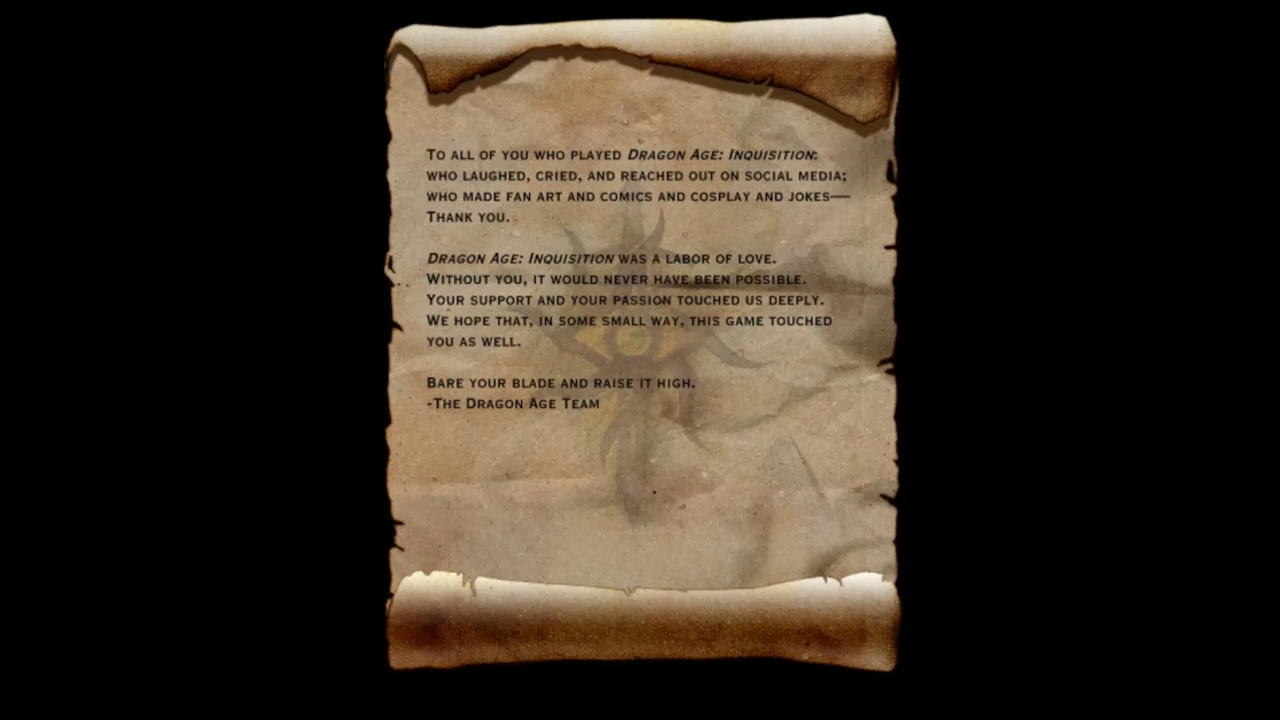 To all of you who played Dragon Age: Inquisition:
who laughed, cried, and reached out on social media;
who made fan art and comics and cosplay and jokes—
Thank you.
Dragon Age: Inquisition was a labor of love.
Without you, it would never have been possible.
Your support and your passion touched us deeply.
We hope that, in some small way, this game touched
you as well.
Bare your blade and raise it high.
-The Dragon Age Team